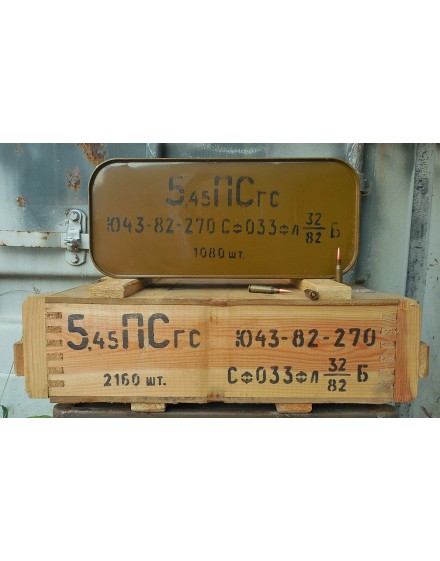 5,45ПСгс
Ю43-82-270 СФ033фл 32/82 Б
1080 шт.
5,45ПСгс
2160 шт.
Ю43-82-270
СФ033фл 32/82 Б